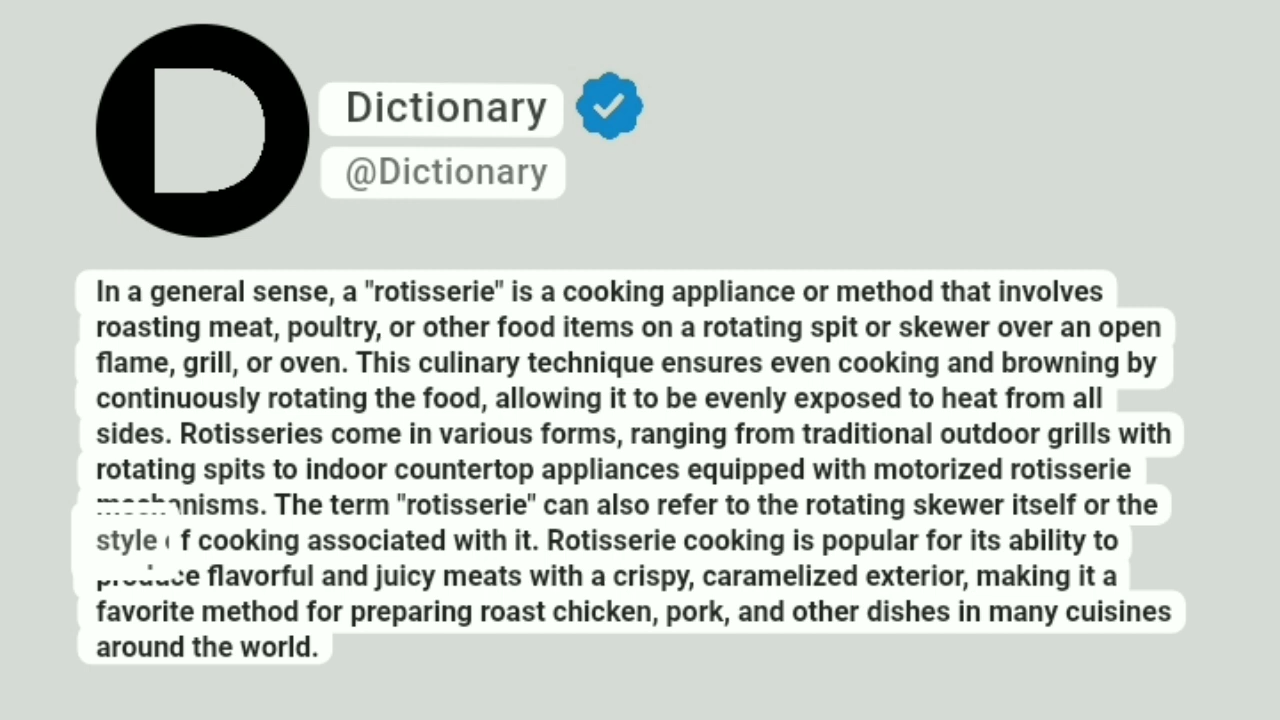 D
Dictionary
@Dictionary
In a general sense, a "rotisserie" is a cooking appliance or method that involves
roasting meat, poultry, or other food items on a rotating spit or skewer over an open
flame, grill, or oven. This culinary technique ensures even cooking and browning by
continuously rotating the food, allowing it to be evenly exposed to heat from all
sides. Rotisseries come in various forms, ranging from traditional outdoor grills with
rotating spits to indoor countertop appliances equipped with motorized rotisserie
mechanisms. The term "rotisserie" can also refer to the rotating skewer itself or the
style of cooking associated with it. Rotisserie cooking is popular for its ability to
produce flavorful and juicy meats with a crispy, caramelized exterior, making it a
favorite method for preparing roast chicken, pork, and other dishes in many cuisines
around the world.